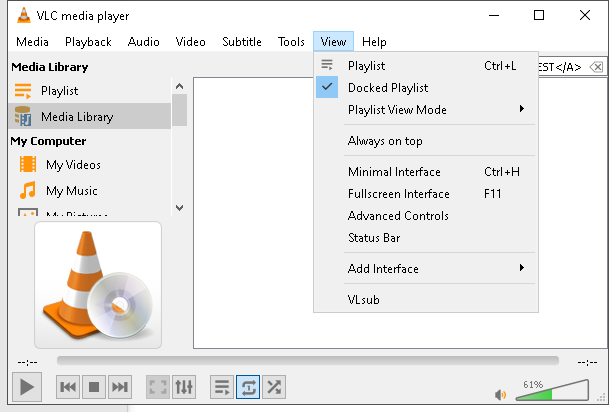 VLC media player
Media Playback Audio Video Subtitle Tools View Help
Media Library
Playlist
Media Library
My Computer
My Videos
My Music
My Pictures
EST</A>
Playlist Ctrl+L
Docked Playlist
Playlist View Mode
Always on top
Minimal Interface Ctrl+H
Fullscreen Interface F11
Advanced Controls
Status Bar
Add Interface
VLsub
--:-- --:--
61%